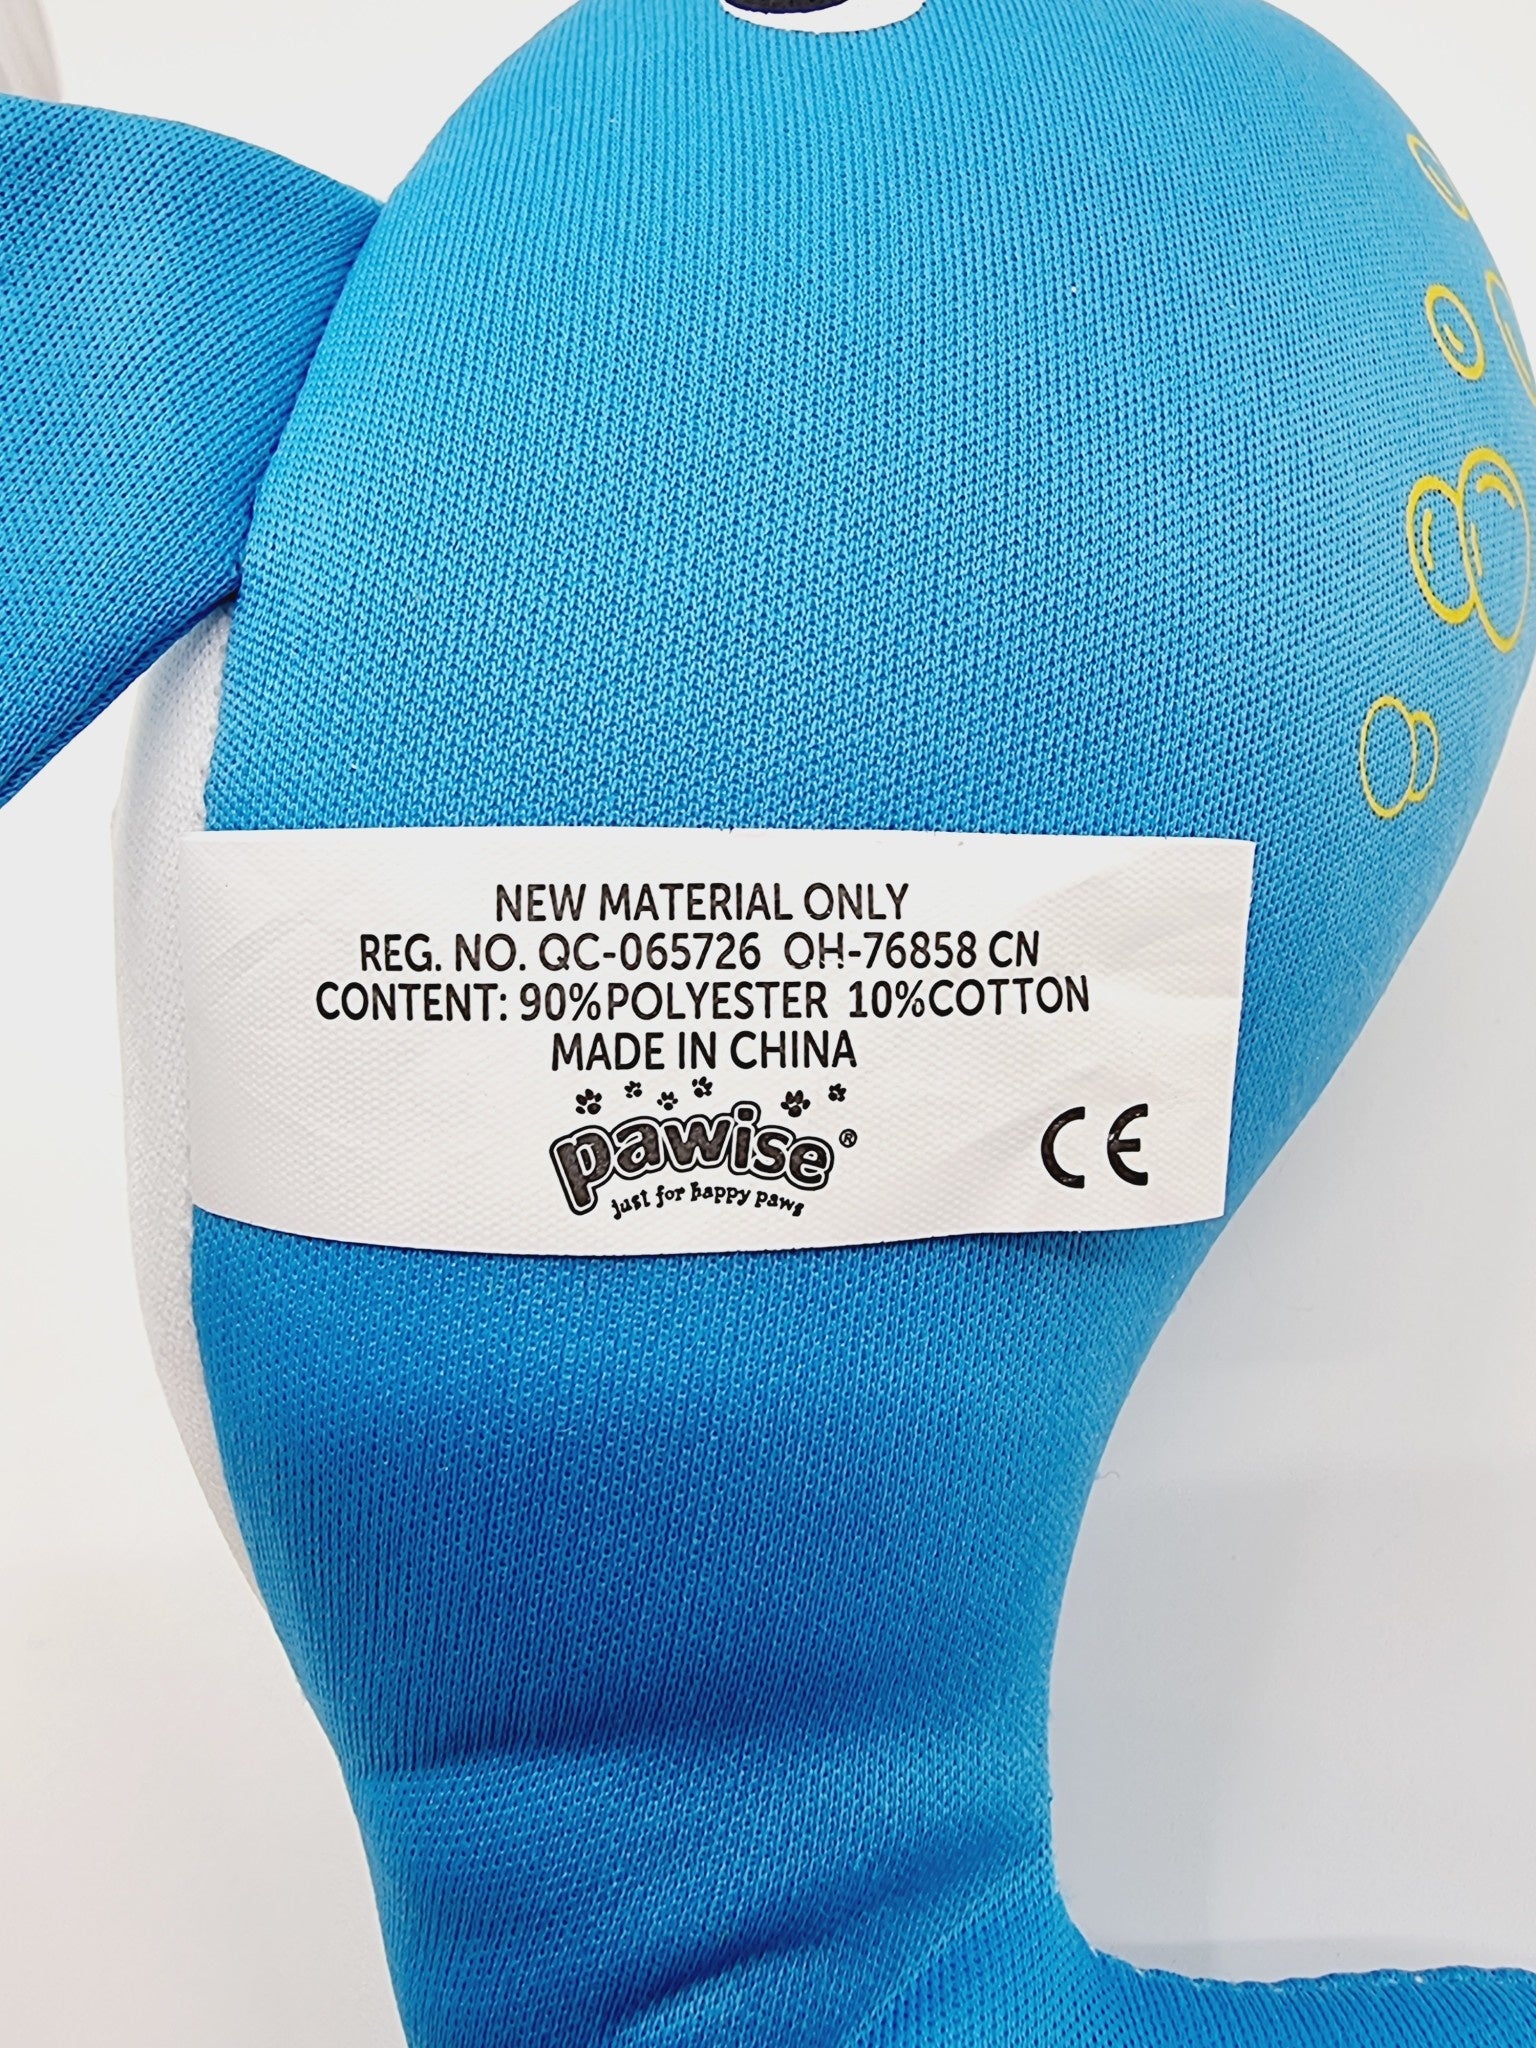 NEW MATERIAL ONLY
REG. NO. QC-065726 OH-76858 CN
CONTENT: 90%POLYESTER 10%COTTON
MADE IN CHINA
pawise®
just for happy paws
CE